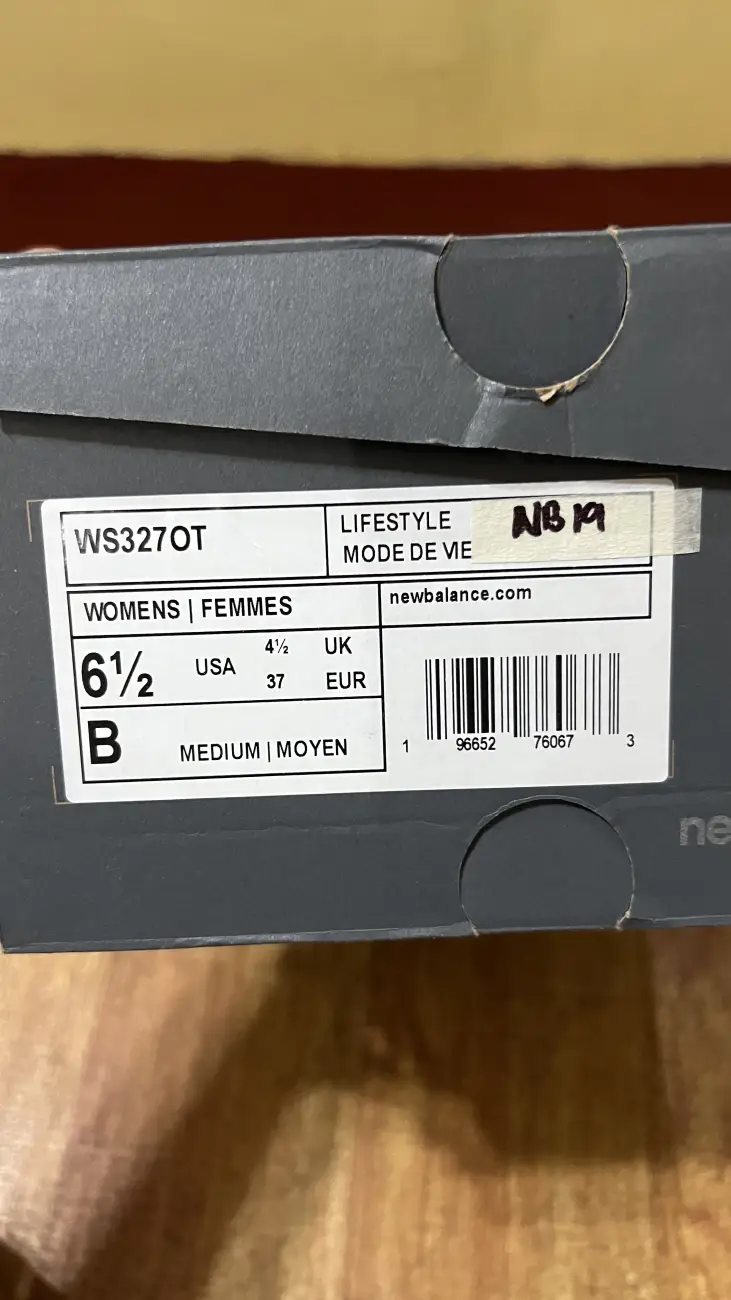 WS327OT
LIFESTYLE
MODE DE VIE
NB 19
WOMENS | FEMMES
newbalance.com
6½ USA 4½ UK
37 EUR
B MEDIUM | MOYEN
1 96652 76067 3
ne